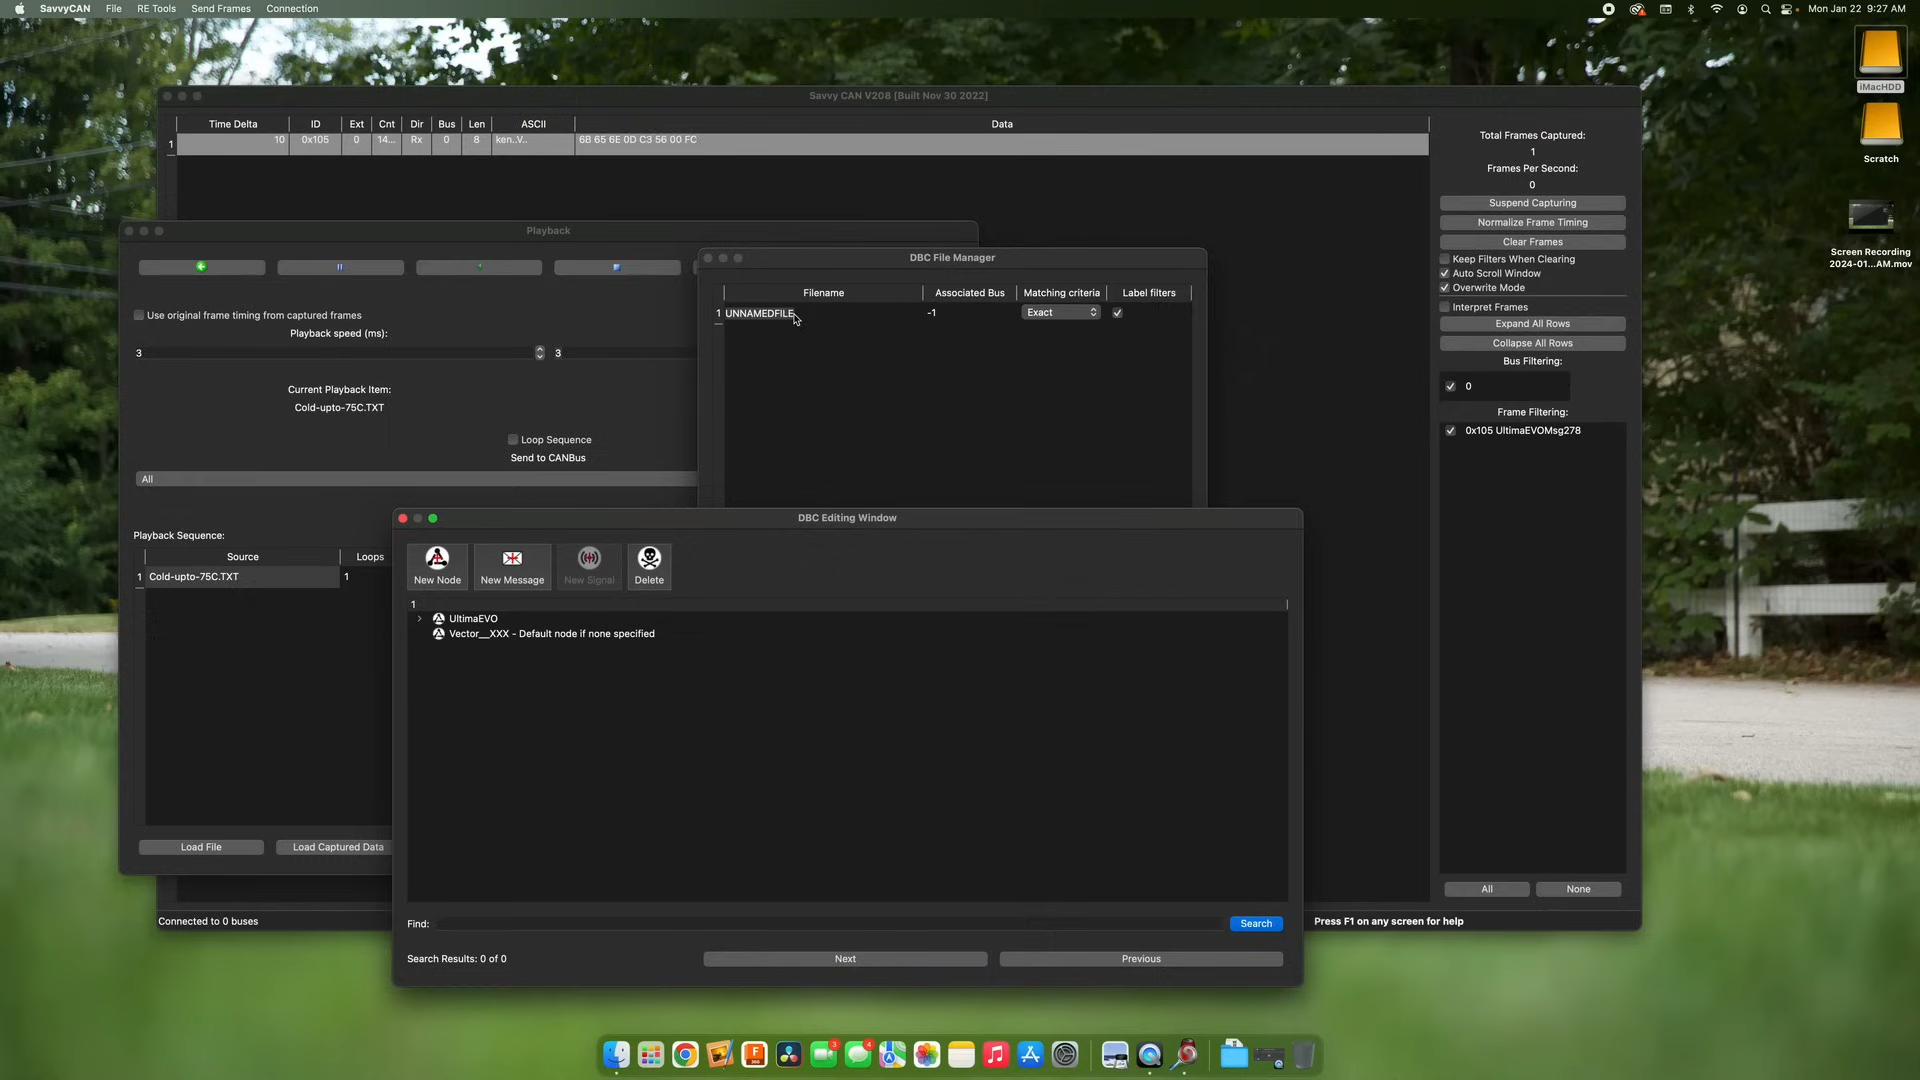 SavvyCAN File RE Tools Send Frames Connection Mon Jan 22 9:27 AM
iMacHDD
Scratch
Screen Recording
2024-01...AM.mov
Savvy CAN V208 [Built Nov 30 2022]
Time Delta ID Ext Cnt Dir Bus Len ASCII Data
1 10 0x105 0 14... Rx 0 8 ken..V.. 6B 65 6E 0D C3 56 00 FC
Total Frames Captured:
1
Frames Per Second:
0
Suspend Capturing
Normalize Frame Timing
Clear Frames
Keep Filters When Clearing
Auto Scroll Window
Overwrite Mode
Interpret Frames
Expand All Rows
Collapse All Rows
Bus Filtering:
0
Frame Filtering:
0x105 UltimaEVOMsg278
All None
Connected to 0 buses
Press F1 on any screen for help
Playback
Use original frame timing from captured frames
Playback speed (ms):
3 3
Current Playback Item:
Cold-upto-75C.TXT
Loop Sequence
Send to CANBus
All
Playback Sequence:
Source Loops
1 Cold-upto-75C.TXT 1
Load File Load Captured Data
DBC File Manager
Filename Associated Bus Matching criteria Label filters
1 UNNAMEDFILE -1 Exact
DBC Editing Window
New Node New Message New Signal Delete
1
UltimaEVO
Vector__XXX - Default node if none specified
Find: Search
Search Results: 0 of 0 Next Previous
3 4